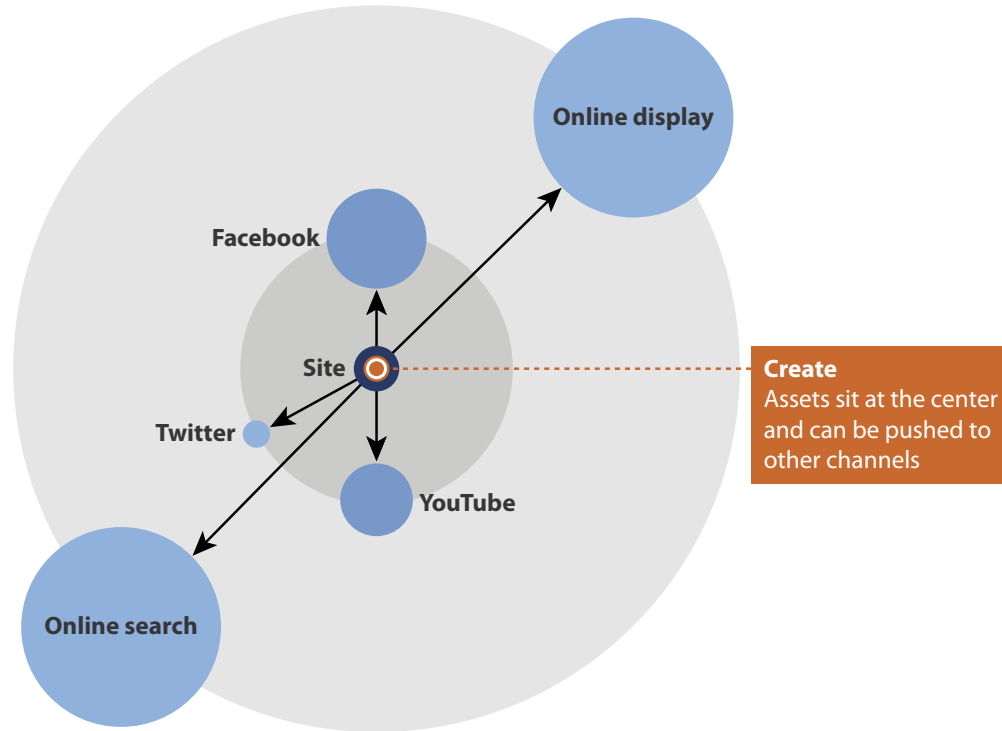 Online display
Facebook
Site
Create
Assets sit at the center
and can be pushed to
other channels
Twitter
YouTube
Online search